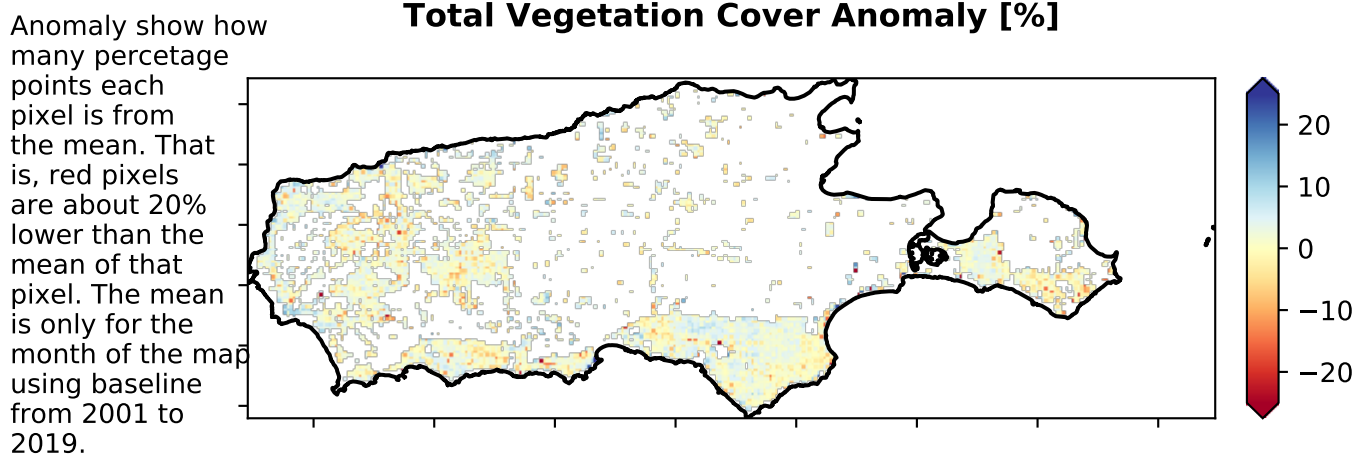 Total Vegetation Cover Anomaly [%]
Anomaly show how
many percetage
points each
pixel is from
the mean. That
is, red pixels
are about 20%
lower than the
mean of that
pixel. The mean
is only for the
month of the map
using baseline
from 2001 to
2019.
20
10
0
−10
−20